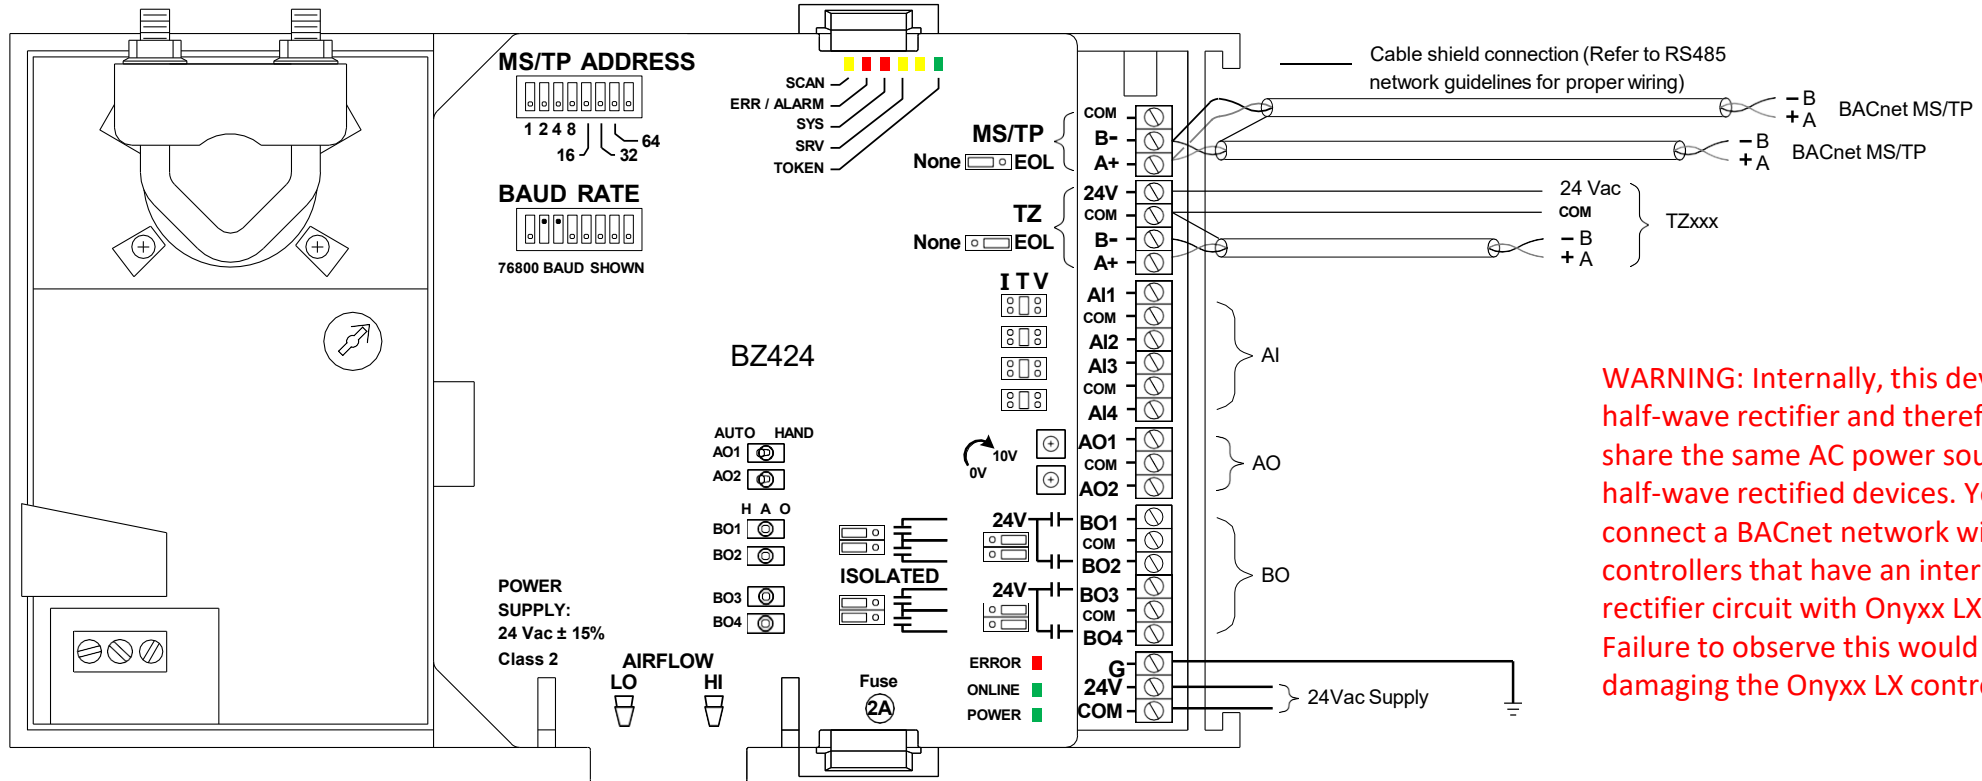 MS/TP ADDRESS
1 2 4 8
16
32
64
BAUD RATE
76800 BAUD SHOWN
SCAN
ERR / ALARM
SYS
SRV
TOKEN
MS/TP
None EOL
TZ
None EOL
I T V
BZ424
AUTO HAND
AO1
AO2
H A O
BO1
BO2
BO3
BO4
0V
10V
24V
ISOLATED
24V
POWER
SUPPLY:
24 Vac ± 15%
Class 2
AIRFLOW
LO HI
Fuse
2A
ERROR
ONLINE
POWER
COM
B-
A+
24V
COM
B-
A+
AI1
COM
AI2
AI3
COM
AI4
AO1
COM
AO2
BO1
COM
BO2
BO3
COM
BO4
G
24V
COM
Cable shield connection (Refer to RS485
network guidelines for proper wiring)
– B
+ A
BACnet MS/TP
– B
+ A
BACnet MS/TP
24 Vac
COM
– B
+ A
TZxxx
AI
AO
BO
24Vac Supply
WARNING: Internally, this
half-wave rectifier and
share the same AC power
half-wave rectified devices.
connect a BACnet network
controllers that have an
rectifier circuit with Onyxx LX
Failure to observe this would
damaging the Onyxx LX